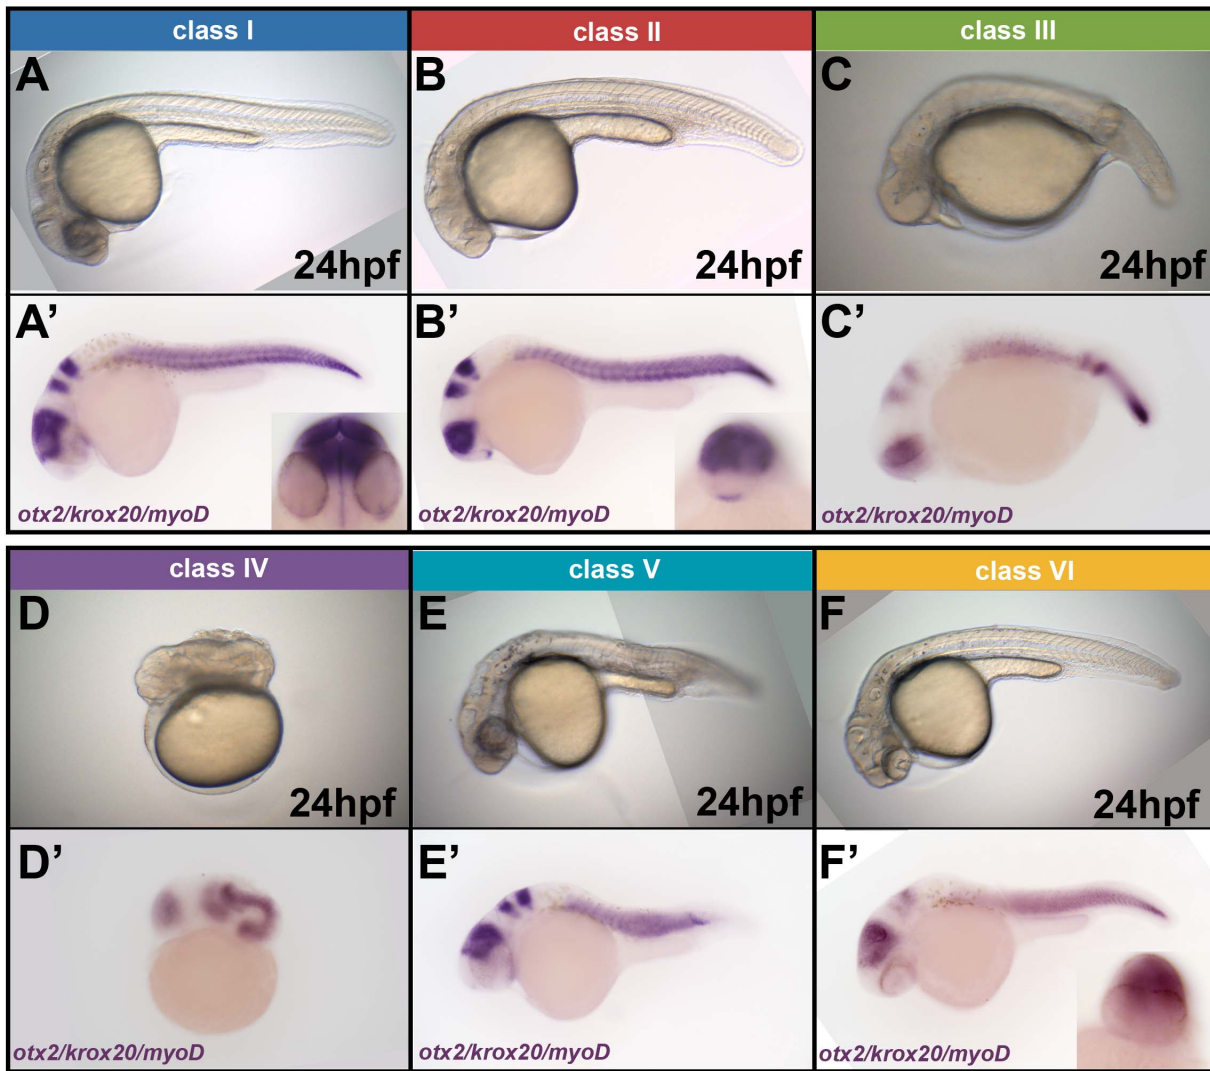 class I
class II
class III
A
B
C
24hpf
24hpf
24hpf
A’
B’
C’
otx2/krox20/myoD
otx2/krox20/myoD
otx2/krox20/myoD
class IV
class V
class VI
D
E
F
24hpf
24hpf
24hpf
D’
E’
F’
otx2/krox20/myoD
otx2/krox20/myoD
otx2/krox20/myoD